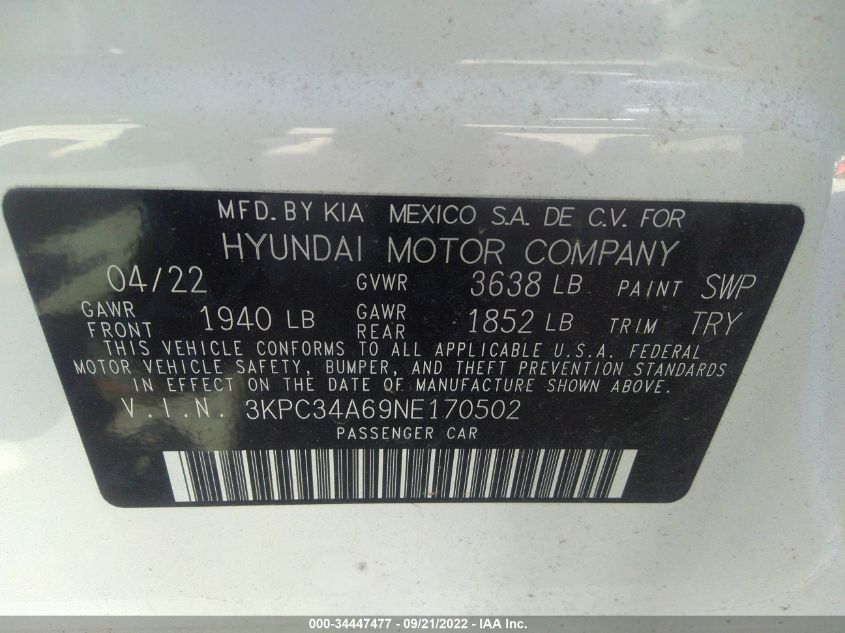 MFD. BY KIA MEXICO S.A. DE C.V. FOR
HYUNDAI MOTOR COMPANY
04/22 GVWR 3638 LB PAINT SWP
GAWR FRONT 1940 LB GAWR REAR 1852 LB TRIM TRY
THIS VEHICLE CONFORMS TO ALL APPLICABLE U.S.A. FEDERAL
MOTOR VEHICLE SAFETY, BUMPER, AND THEFT PREVENTION STANDARDS
IN EFFECT ON THE DATE OF MANUFACTURE SHOWN ABOVE.
V.I.N. 3KPC34A69NE170502
PASSENGER CAR
000-34447477 - 09/21/2022 - IAA Inc.